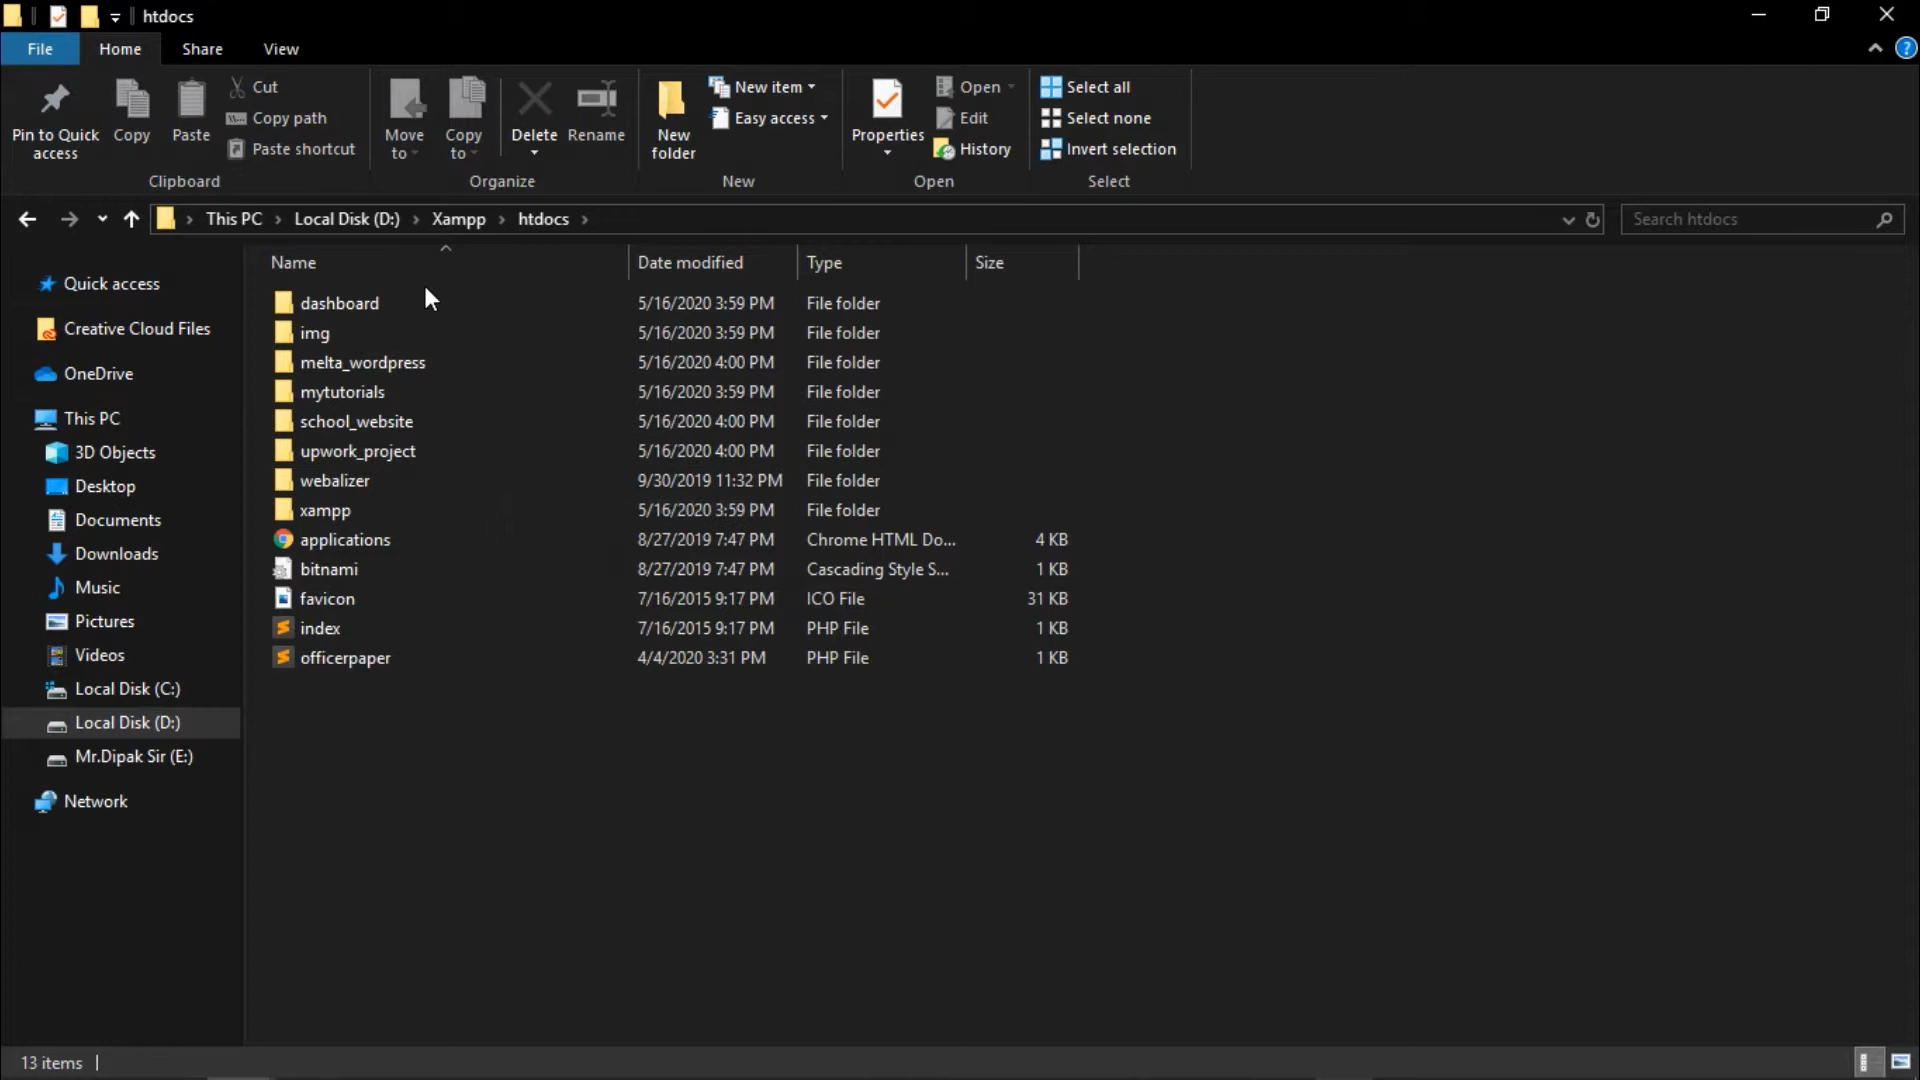 htdocs
File Home Share View
Pin to Quick access
Copy
Paste
Cut
Copy path
Paste shortcut
Clipboard
Move to
Copy to
Delete
Rename
Organize
New folder
New item
Easy access
New
Properties
Open
Edit
History
Open
Select all
Select none
Invert selection
Select
This PC > Local Disk (D:) > Xampp > htdocs >
Search htdocs
Quick access
Creative Cloud Files
OneDrive
This PC
3D Objects
Desktop
Documents
Downloads
Music
Pictures
Videos
Local Disk (C:)
Local Disk (D:)
Mr.Dipak Sir (E:)
Network
Name Date modified Type Size
dashboard 5/16/2020 3:59 PM File folder
img 5/16/2020 3:59 PM File folder
melta_wordpress 5/16/2020 4:00 PM File folder
mytutorials 5/16/2020 3:59 PM File folder
school_website 5/16/2020 4:00 PM File folder
upwork_project 5/16/2020 4:00 PM File folder
webalizer 9/30/2019 11:32 PM File folder
xampp 5/16/2020 3:59 PM File folder
applications 8/27/2019 7:47 PM Chrome HTML Do... 4 KB
bitnami 8/27/2019 7:47 PM Cascading Style S... 1 KB
favicon 7/16/2015 9:17 PM ICO File 31 KB
index 7/16/2015 9:17 PM PHP File 1 KB
officerpaper 4/4/2020 3:31 PM PHP File 1 KB
13 items